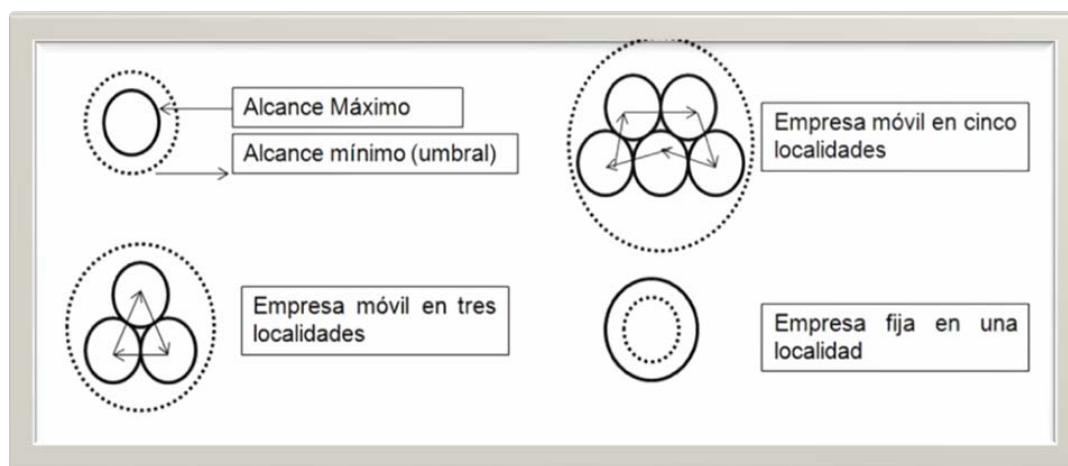 Alcance Máximo
Alcance mínimo (umbral)
Empresa móvil en cinco
localidades
Empresa móvil en tres
localidades
Empresa fija en una
localidad